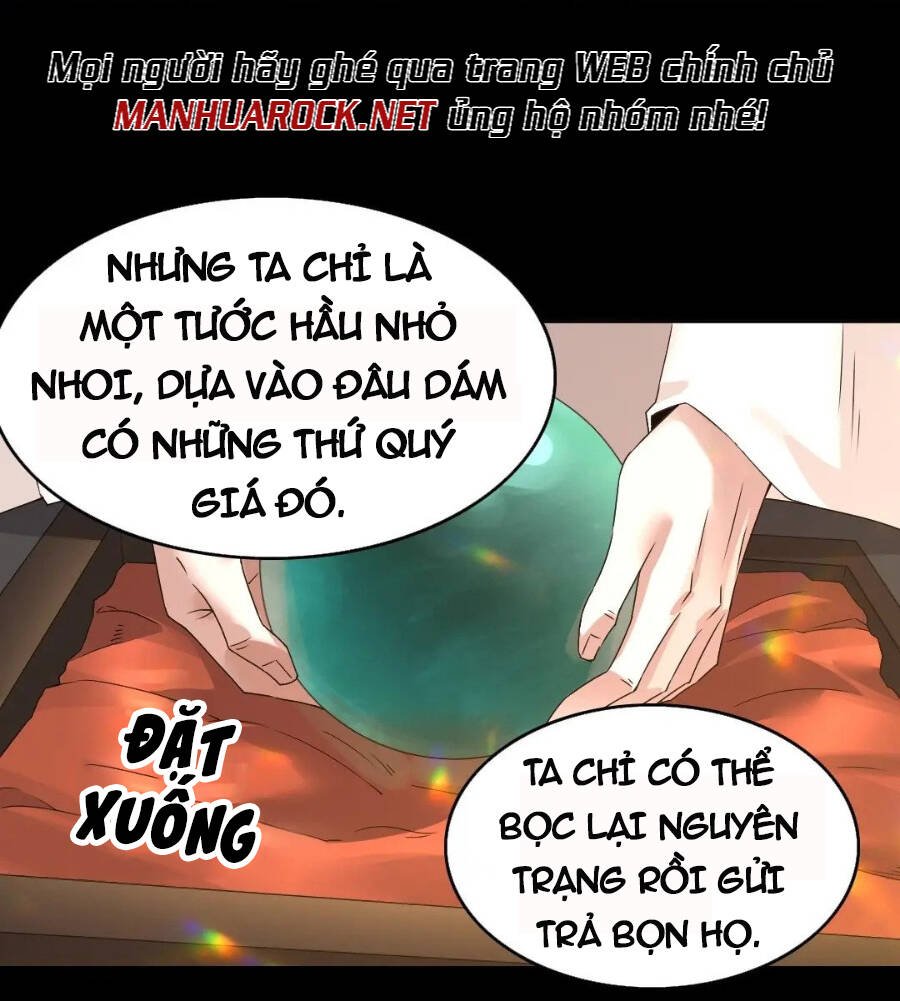 Mọi người hãy ghé qua trang WEB chính chủ
MANHUAROCK.NET ủng hộ nhóm nhé!
NHƯNG TA CHỈ LÀ
MỘT TƯỚC HẦU NHỎ
NHOI, DỰA VÀO ĐÂU DÁM
CÓ NHỮNG THỨ QUÝ
GIÁ ĐÓ.
ĐẶT
XUỐNG
TA CHỈ CÓ THỂ
BỌC LẠI NGUYÊN
TRẠNG RỒI GỬI
TRẢ BỌN HỌ.